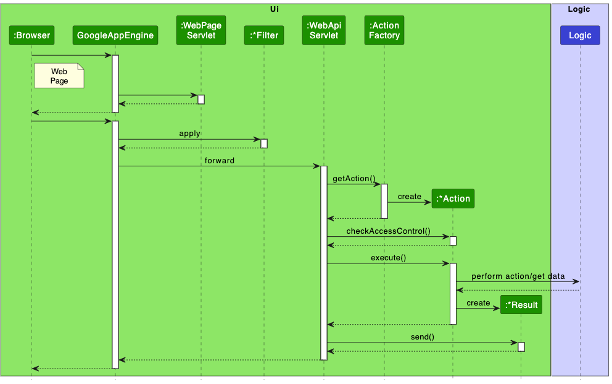 UI
Logic
:Browser
GoogleAppEngine
:WebPage
Servlet
:*Filter
:WebApi
Servlet
:Action
Factory
Logic
Web
Page
apply
forward
getAction()
create
:*Action
checkAccessControl()
execute()
perform action/get data
create
:*Result
send()